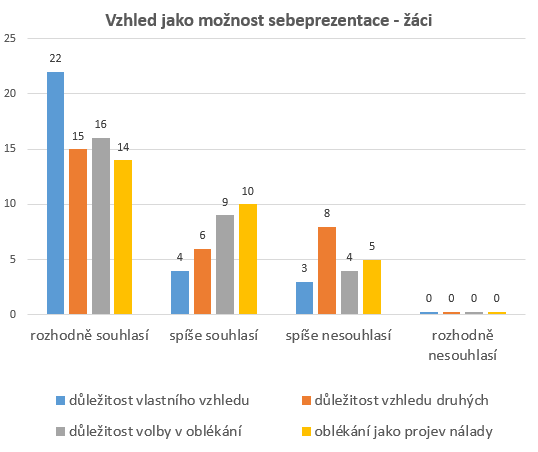 Vzhled jako možnost sebeprezentace - žáci
25
20
15
10
5
0
22
15
16
14
4
6
9
10
3
8
4
5
0
0
0
0
rozhodně souhlasí
spíše souhlasí
spíše nesouhlasí
rozhodně
nesouhlasí
důležitost vlastního vzhledu
důležitost vzhledu druhých
důležitost volby v oblékání
oblékání jako projev nálady